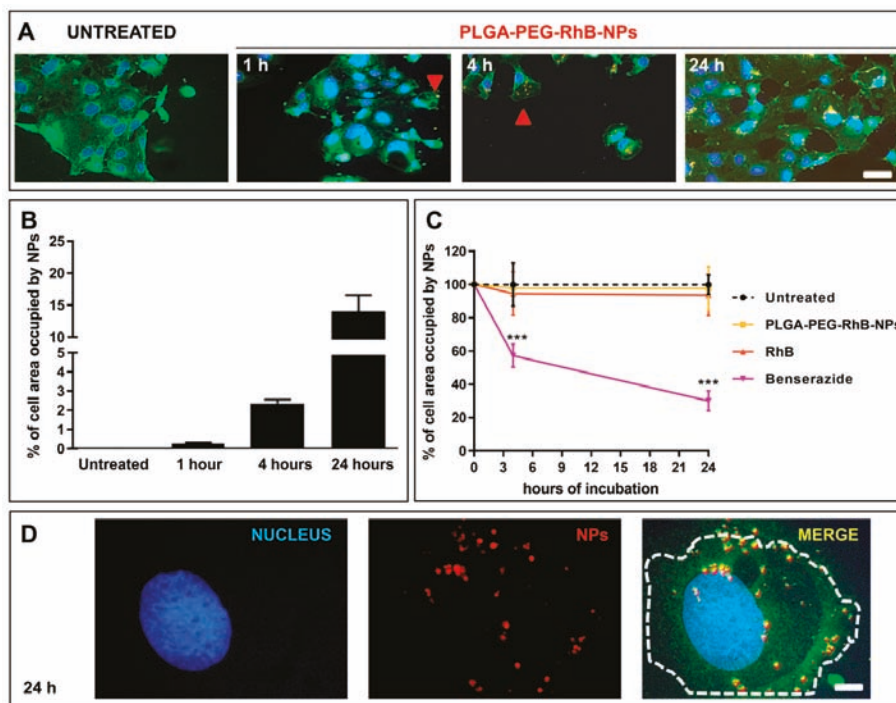 A
UNTREATED
PLGA-PEG-RhB-NPs
1 h
4 h
24 h
B
% of cell area occupied by NPs
25
20
15
10
5
4
3
2
1
0
Untreated
1 hour
4 hours
24 hours
C
% of cell area occupied by NPs
120
100
80
60
40
20
0
***
***
0 3 6 9 12 15 18 21 24
hours of incubation
Untreated
PLGA-PEG-RhB-NPs
RhB
Benserazide
D
NUCLEUS
NPs
MERGE
24 h